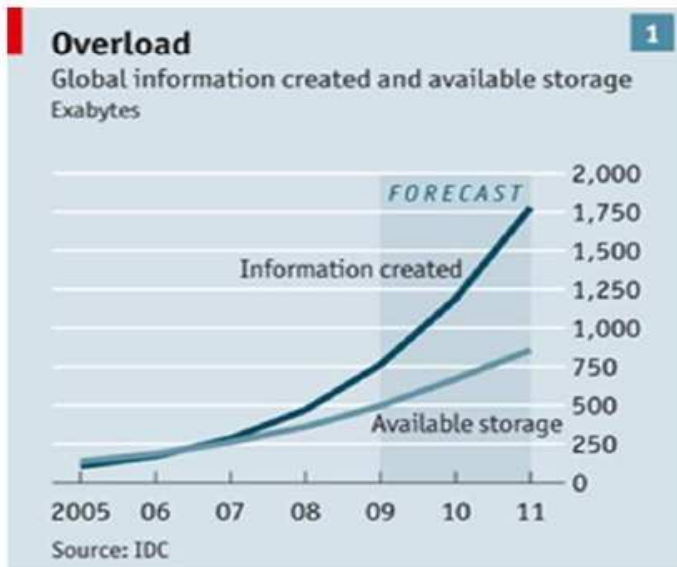 Overload
1
Global information created and available storage
Exabytes
2,000
FORECAST
1,750
1,500
Information created
1,250
1,000
750
500
Available storage
250
0
2005 06 07 08 09 10 11
Source: IDC